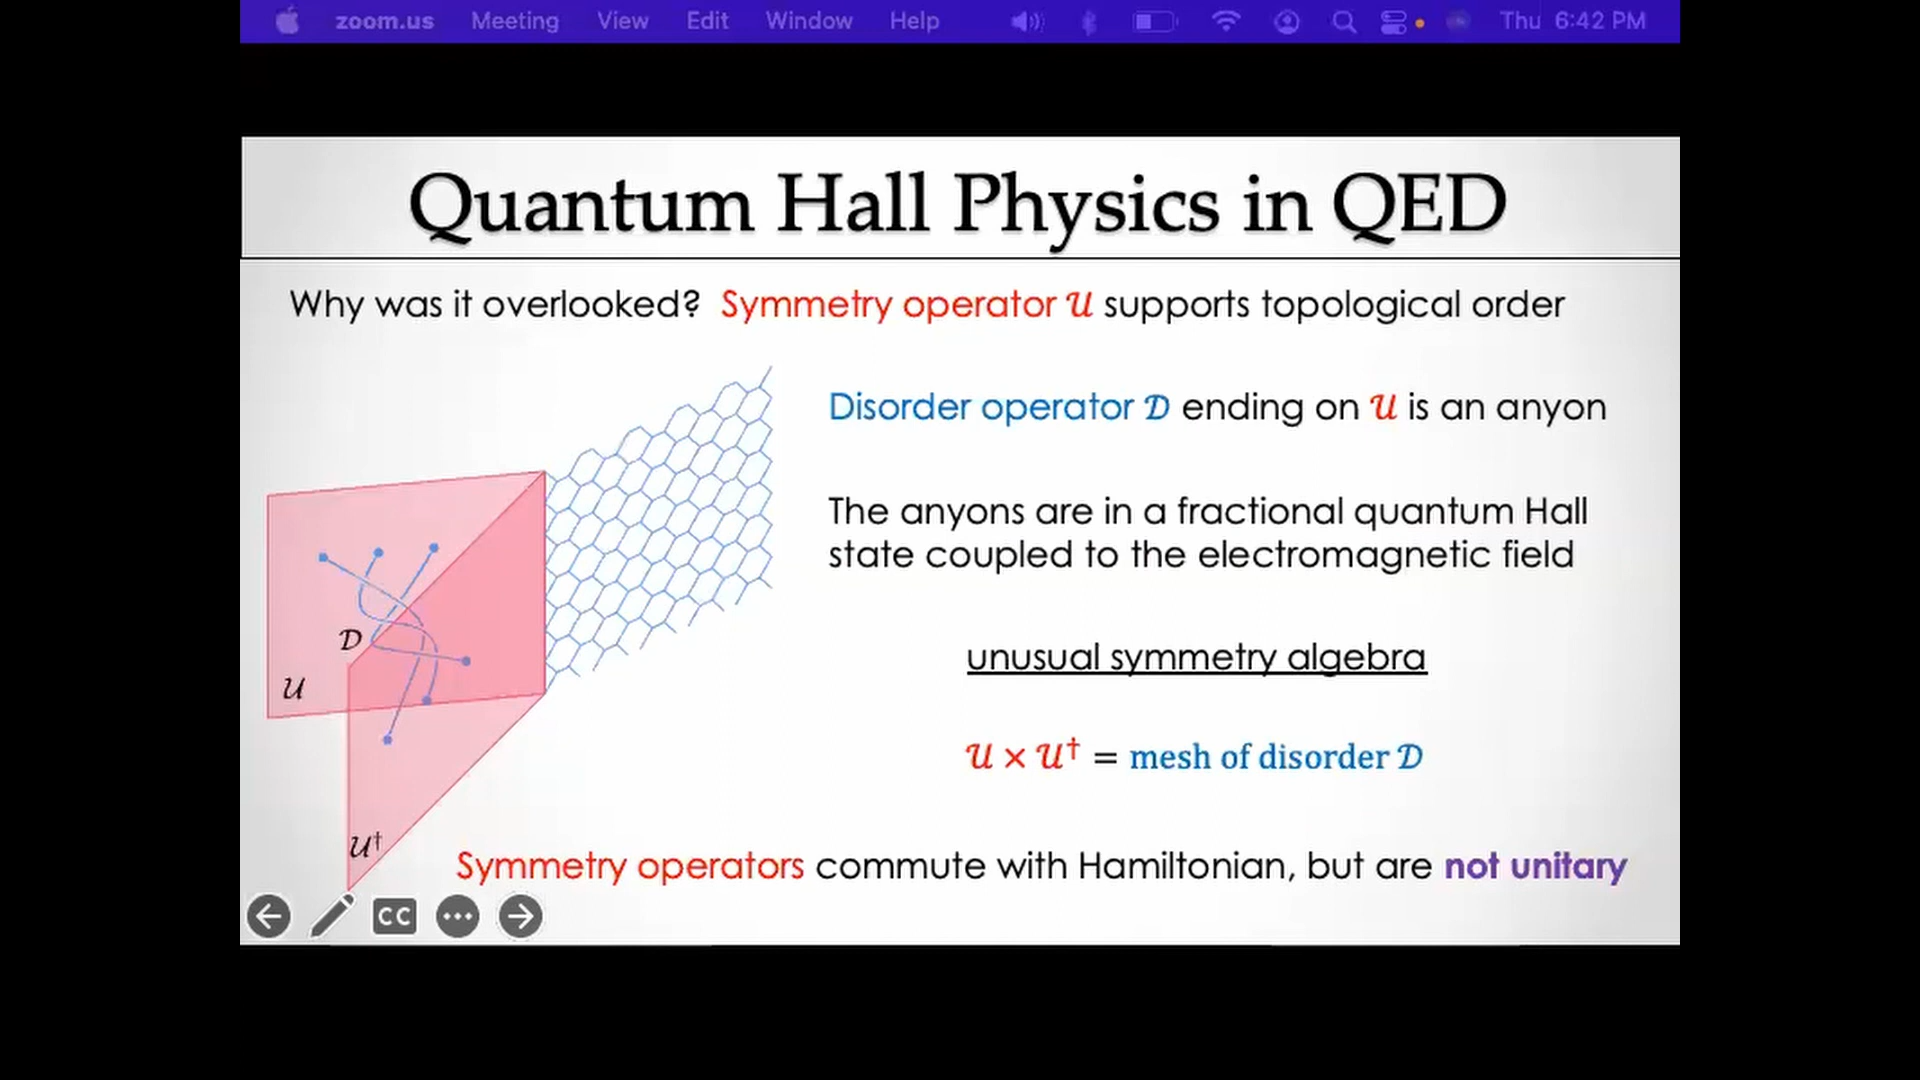 zoom.us Meeting View Edit Window Help Thu 6:42 PM
Quantum Hall Physics in QED
Why was it overlooked? Symmetry operator 𝒰 supports topological order
Disorder operator 𝒟 ending on 𝒰 is an anyon
The anyons are in a fractional quantum Hall
state coupled to the electromagnetic field
𝒟
𝒰
unusual symmetry algebra
𝒰 × 𝒰† = mesh of disorder 𝒟
𝒰†
Symmetry operators commute with Hamiltonian, but are not unitary
CC